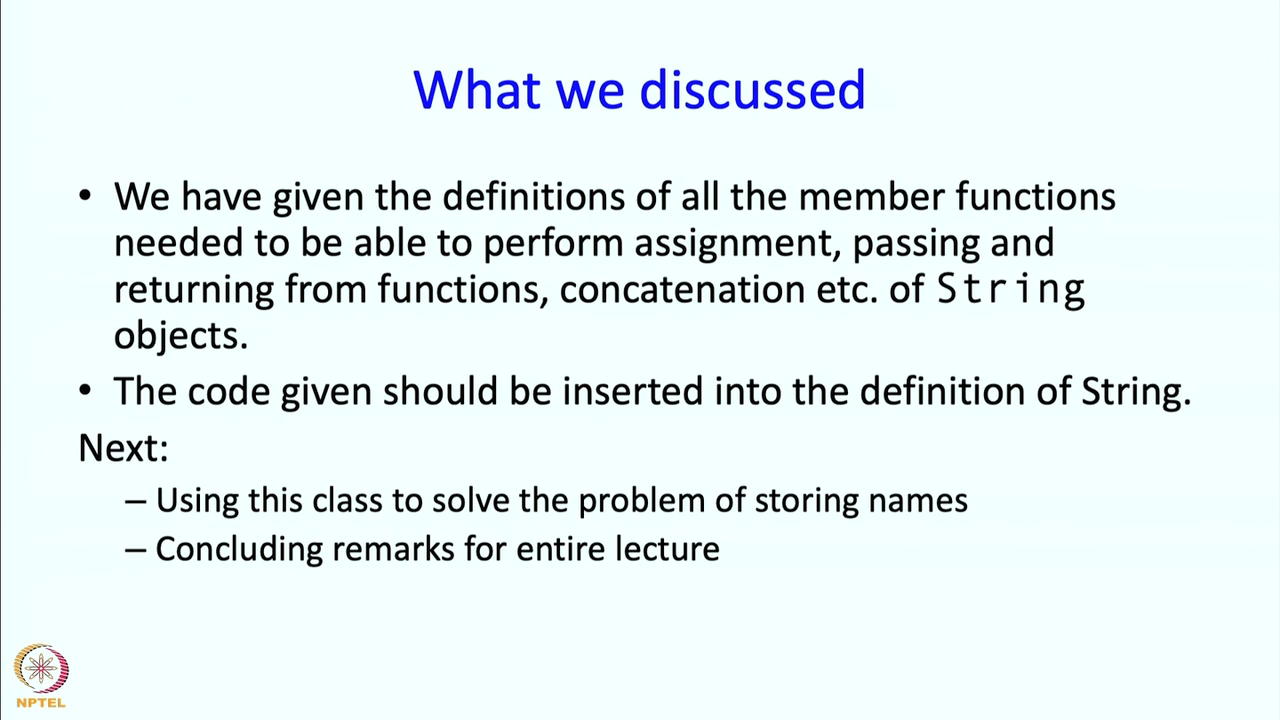 What we discussed
• We have given the definitions of all the member functions
needed to be able to perform assignment, passing and
returning from functions, concatenation etc. of String
objects.
• The code given should be inserted into the definition of String.
Next:
– Using this class to solve the problem of storing names
– Concluding remarks for entire lecture
NPTEL